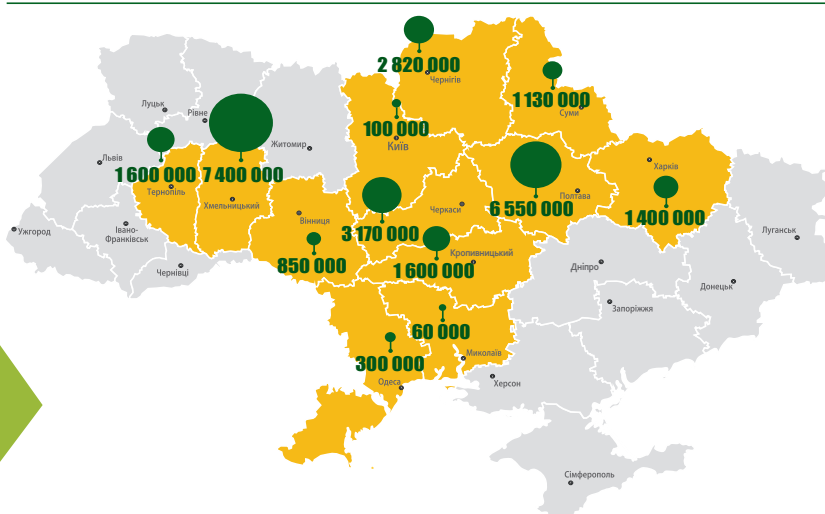 2 820 000
Чернігів
1 130 000
Суми
Луцьк
Рівне
100 000
Київ
Житомир
Львів
1 600 000
Тернопіль
7 400 000
Хмельницький
Харків
1 400 000
6 550 000
Полтава
Черкаси
3 170 000
Вінниця
850 000
Ужгород
Івано-
Франківськ
Чернівці
Кропивницький
1 600 000
Луганськ
Дніпро
Донецьк
Запоріжжя
60 000
Миколаїв
300 000
Одеса
Херсон
Сімферополь